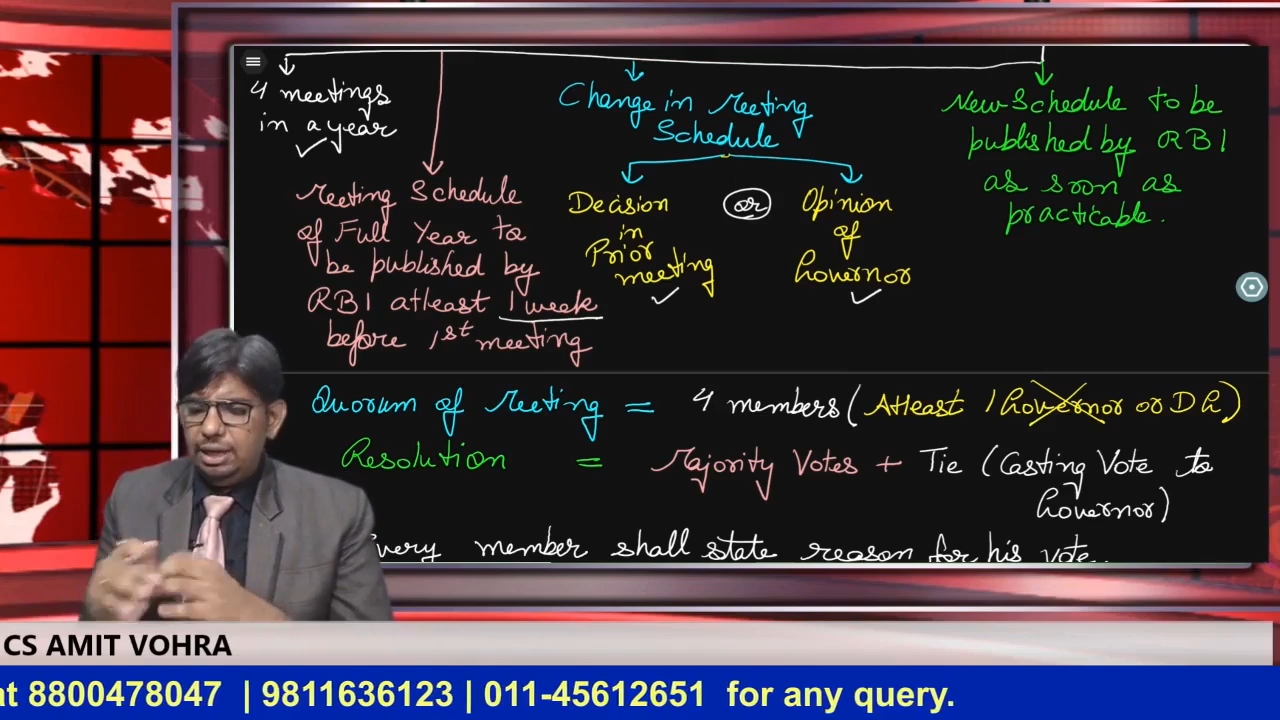 4 meetings
in a year
Meeting Schedule
of Full Year to
be published by
RBI atleast 1 week
before 1st meeting
Change in Meeting
Schedule
Decision
in
Prior
meeting
or
Opinion
of
Governor
New Schedule to be
published by RBI
as soon as
practicable.
Quorum of Meeting = 4 members (Atleast 1 Governor or DG)
Resolution = Majority Votes + Tie (Casting Vote to
Governor)
Every member shall state reason for his vote.
CS AMIT VOHRA
at 8800478047 | 9811636123 | 011-45612651 for any query.